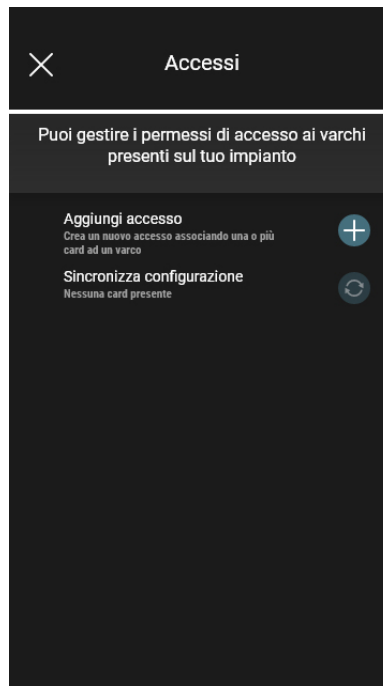 Accessi
Puoi gestire i permessi di accesso ai varchi
presenti sul tuo impianto
Aggiungi accesso
Crea un nuovo accesso associando una o più
card ad un varco
Sincronizza configurazione
Nessuna card presente